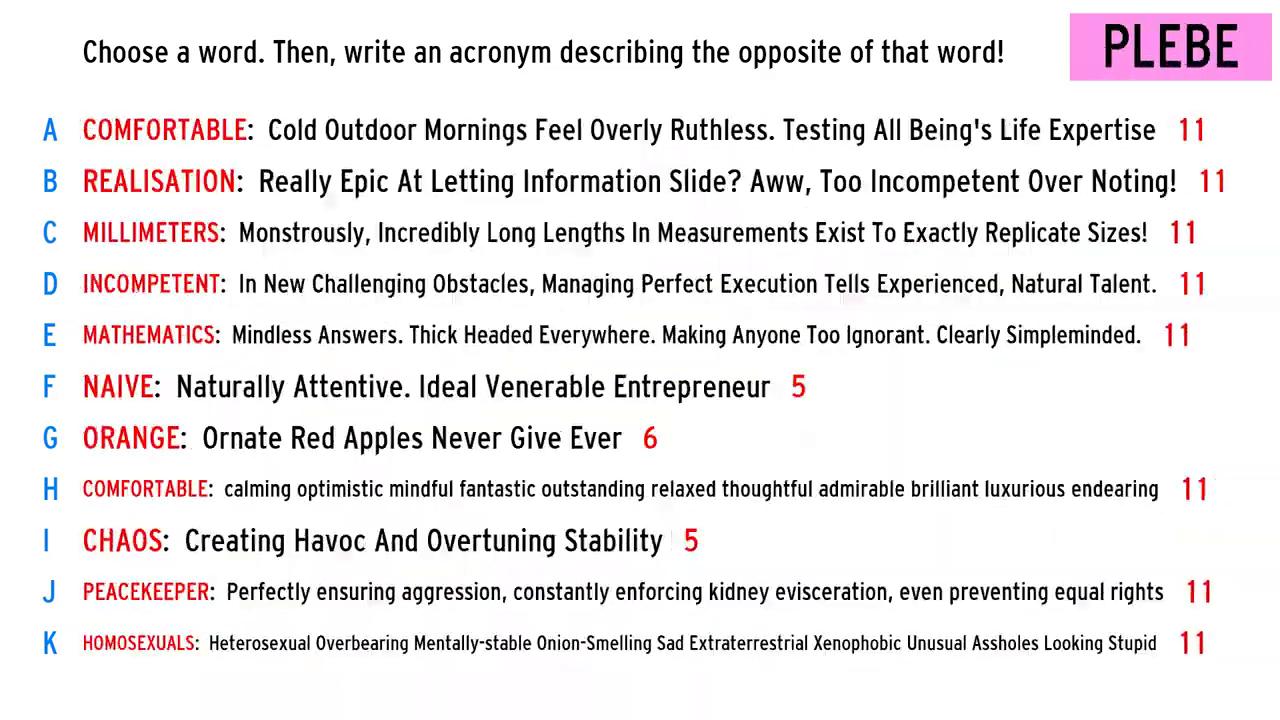 Choose a word. Then, write an acronym describing the opposite of that word!
PLEBE
A COMFORTABLE: Cold Outdoor Mornings Feel Overly Ruthless. Testing All Being's Life Expertise 11
B REALISATION: Really Epic At Letting Information Slide? Aww, Too Incompetent Over Noting! 11
C MILLIMETERS: Monstrously, Incredibly Long Lengths In Measurements Exist To Exactly Replicate Sizes! 11
D INCOMPETENT: In New Challenging Obstacles, Managing Perfect Execution Tells Experienced, Natural Talent. 11
E MATHEMATICS: Mindless Answers. Thick Headed Everywhere. Making Anyone Too Ignorant. Clearly Simpleminded. 11
F NAIVE: Naturally Attentive. Ideal Venerable Entrepreneur 5
G ORANGE: Ornate Red Apples Never Give Ever 6
H COMFORTABLE: calming optimistic mindful fantastic outstanding relaxed thoughtful admirable brilliant luxurious endearing 11
I CHAOS: Creating Havoc And Overtuning Stability 5
J PEACEKEEPER: Perfectly ensuring aggression, constantly enforcing kidney evisceration, even preventing equal rights 11
K HOMOSEXUALS: Heterosexual Overbearing Mentally-stable Onion-Smelling Sad Extraterrestrial Xenophobic Unusual Assholes Looking Stupid 11